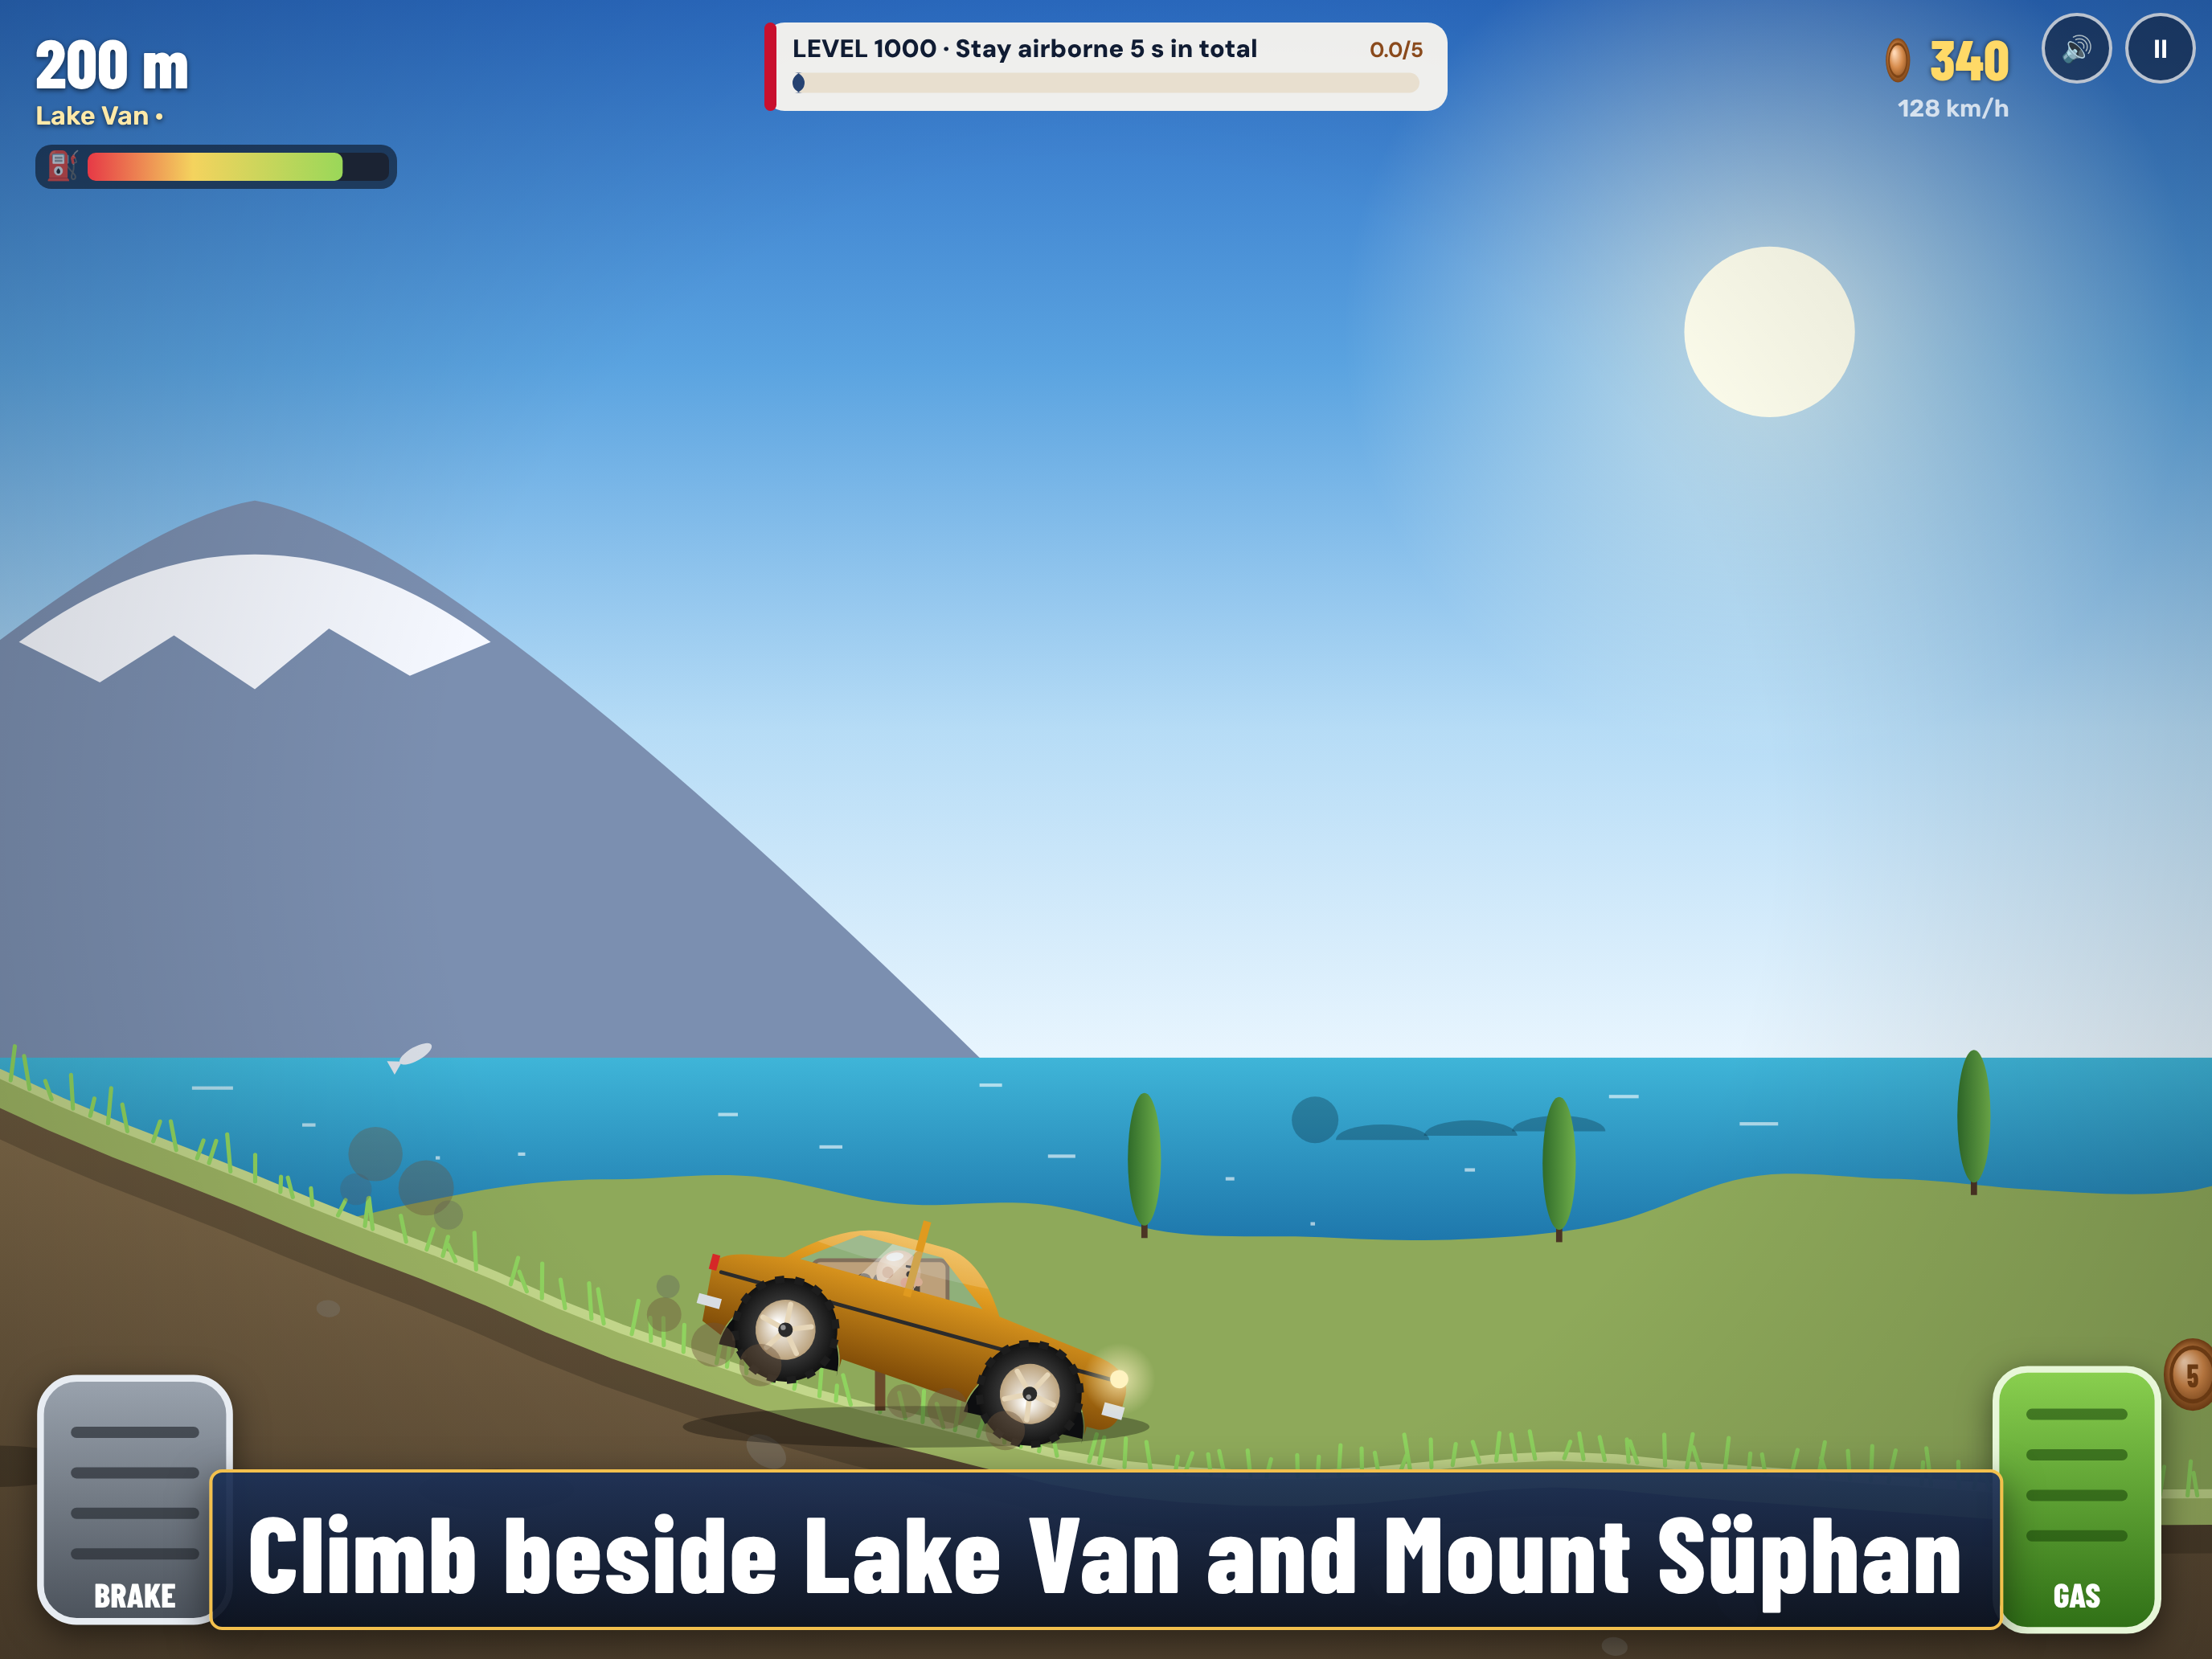 200 m
Lake Van •
LEVEL 1000 · Stay airborne 5 s in total 0.0/5
340
128 km/h
5
BRAKE
GAS
Climb beside Lake Van and Mount Süphan